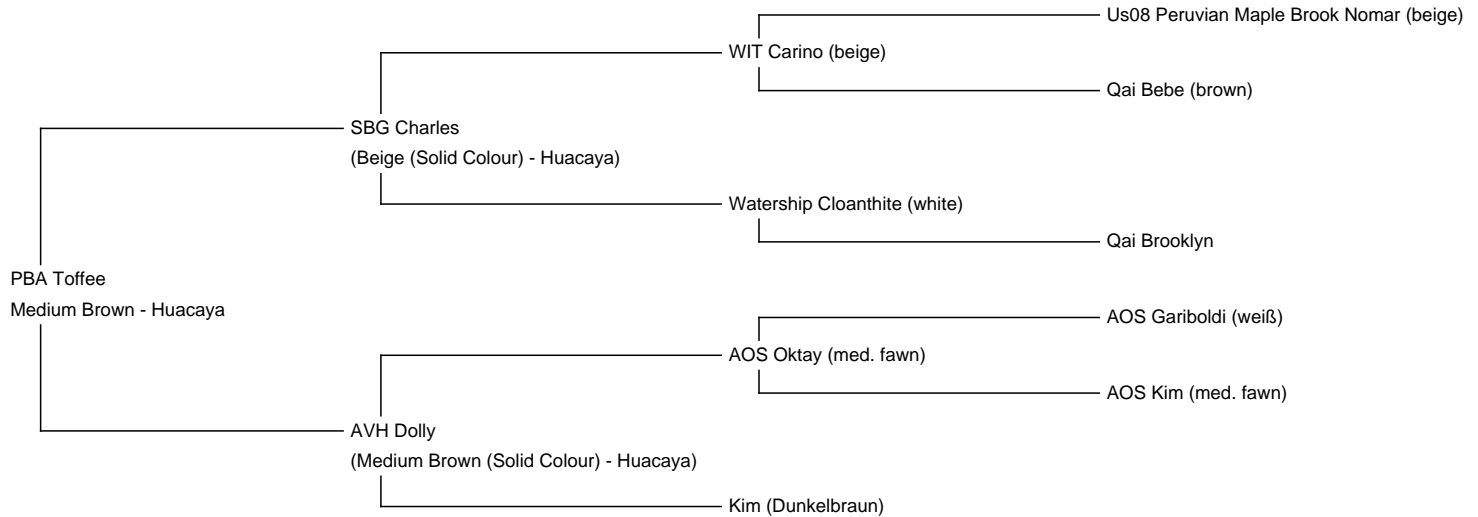 Us08 Peruvian Maple Brook Nomar (beige)
WIT Carino (beige)
Qai Bebe (brown)
SBG Charles
(Beige (Solid Colour) - Huacaya)
Watership Cloanthite (white)
Qai Brooklyn
PBA Toffee
Medium Brown - Huacaya
AOS Gariboldi (weiß)
AOS Oktay (med. fawn)
AOS Kim (med. fawn)
AVH Dolly
(Medium Brown (Solid Colour) - Huacaya)
Kim (Dunkelbraun)